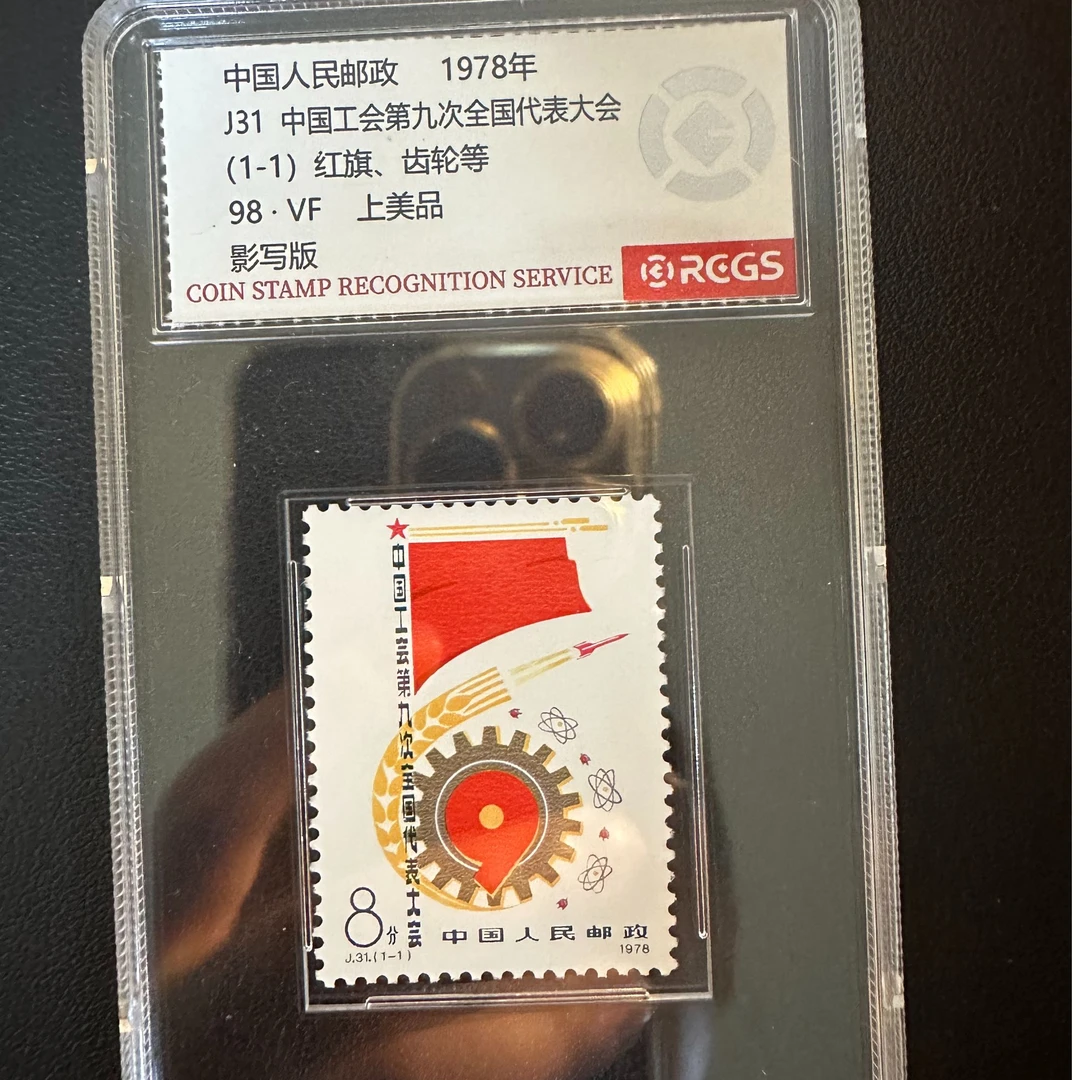 中国人民邮政 1978年
J31 中国工会第九次全国代表大会
(1-1) 红旗、齿轮等
98·VF 上美品
影写版
COIN STAMP RECOGNITION SERVICE
RCGS
中国工会第九次全国代表大会
8分
中国人民邮政
J.31.(1-1)
1978